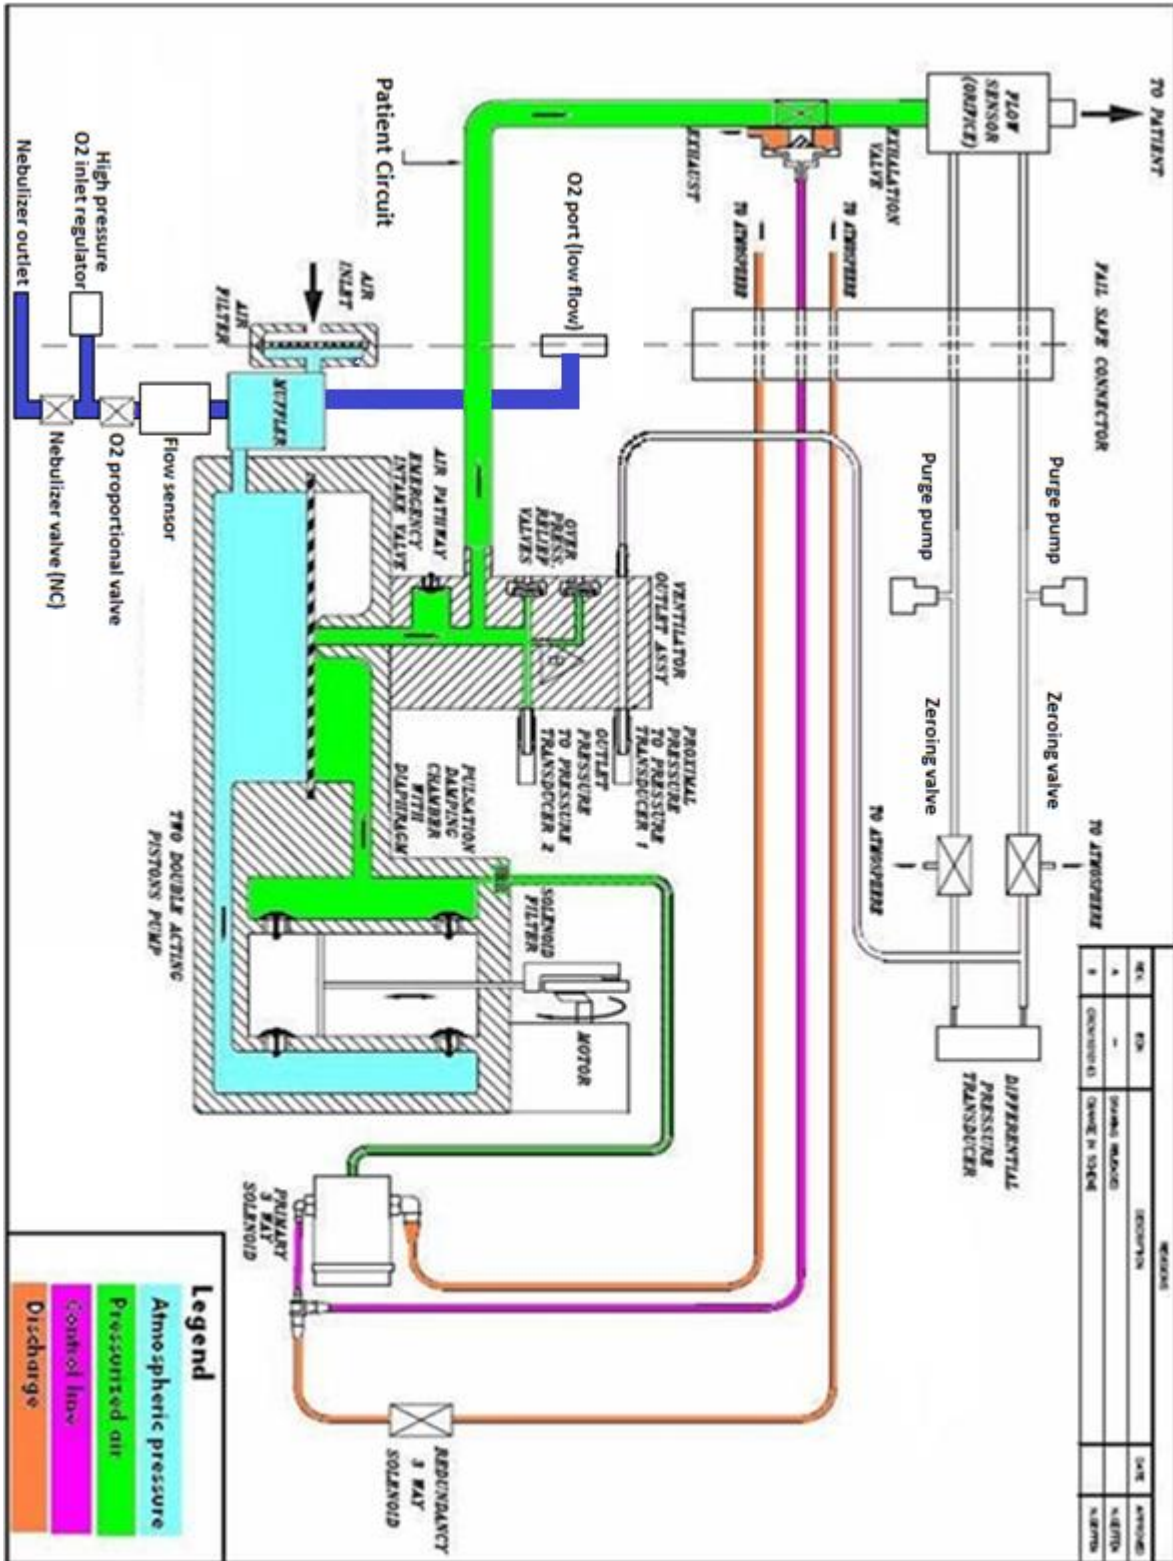 TO PATIENT
FLOW
SENSOR
(ORIFICE)
EXHALATION
VALVE
EXHAUST
Patient Circuit
FAIL SAFE CONNECTOR
TO ATMOSPHERE
TO ATMOSPHERE
O2 port (low flow)
AIR
INLET
AIR
FILTER
High pressure
O2 inlet regulator
Nebulizer outlet
MUFFLER
Flow sensor
O2 proportional valve
Nebulizer valve (NC)
Purge pump
Purge pump
AIR PATHWAY
EMERGENCY
INTAKE VALVE
OVER
PRESS.
RELIEF
VALVES
VENTILATOR
OUTLET ASSY
Zeroing valve
Zeroing valve
PROXIMAL
PRESSURE
TO PRESSURE
TRANSDUCER 1
OUTLET
PRESSURE
TO PRESSURE
TRANSDUCER 2
PULSATION
DAMPING
CHAMBER
WITH
DIAPHRAGM
TWO DOUBLE ACTING
PISTONS PUMP
TO ATMOSPHERE
TO ATMOSPHERE
SOLENOID
FILTER
MOTOR
DIFFERENTIAL
PRESSURE
TRANSDUCER
PRIMARY
3 WAY
SOLENOID
REDUNDANCY
3 WAY
SOLENOID
REVISIONS
REV. DESCRIPTION DATE APPROVED
A — DRAWING RELEASED
B CHANGE IN SCHEME
Legend
Atmospheric pressure
Pressurized air
Control line
Discharge